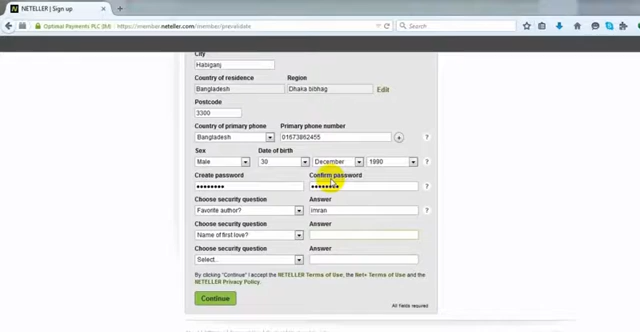 NETELLER | Sign up
Optimal Payments PLC (IM)
https://member.neteller.com/member/prevalidate
Search
City
Habiganj
Country of residence
Region
Bangladesh
Dhaka bibhag
Edit
Postcode
3300
Country of primary phone
Primary phone number
Bangladesh
01673862455
+
?
Sex
Date of birth
Male
30
December
1990
?
Create password
Confirm password
?
Choose security question
Answer
Favorite author?
Imran
?
Choose security question
Answer
Name of first love?
Choose security question
Answer
Select..
By clicking "Continue" I accept the NETELLER Terms of Use, the Net+ Terms of Use and the
NETELLER Privacy Policy.
Continue
All fields required